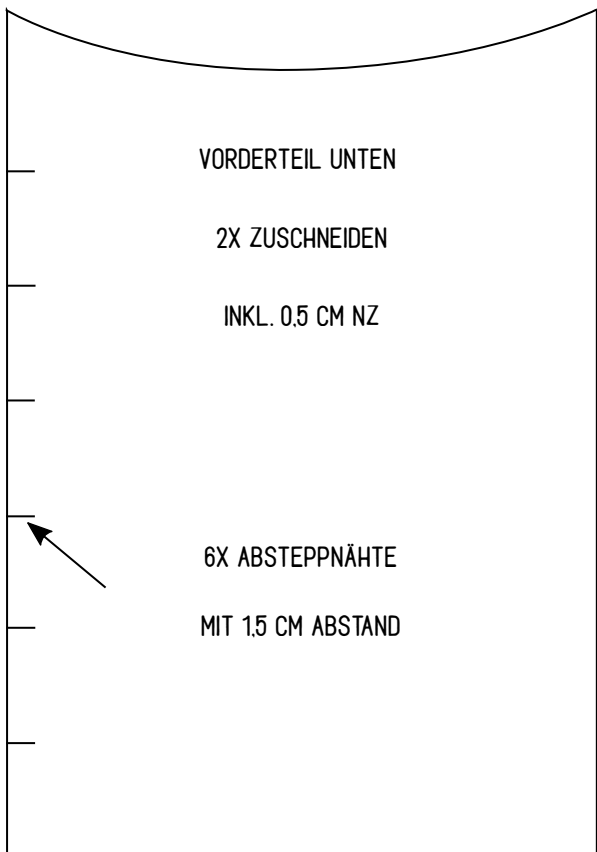 VORDERTEIL UNTEN
2X ZUSCHNEIDEN
INKL. 0,5 CM NZ
6X ABSTEPPNÄHTE
MIT 1,5 CM ABSTAND